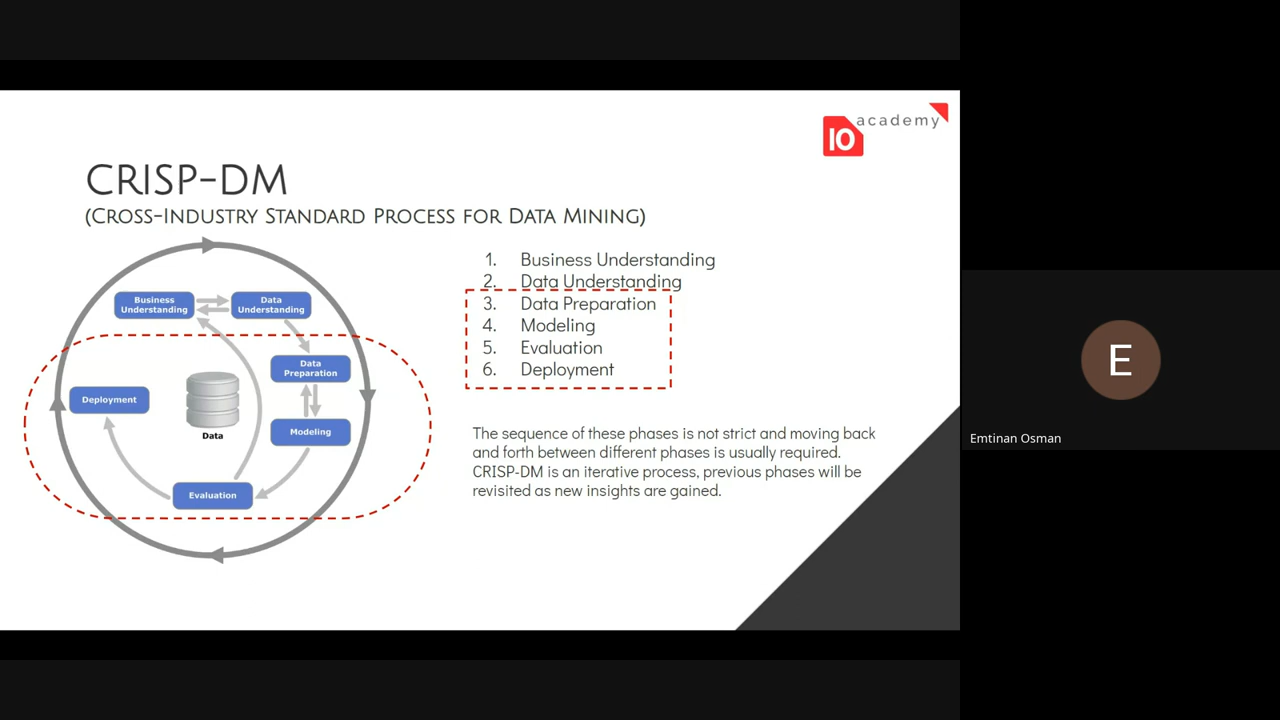 10 academy
CRISP-DM
(Cross-Industry Standard Process for Data Mining)
Business
Understanding
Data
Understanding
Data
Preparation
Deployment
Data
Modeling
Evaluation
1. Business Understanding
2. Data Understanding
3. Data Preparation
4. Modeling
5. Evaluation
6. Deployment
The sequence of these phases is not strict and moving back
and forth between different phases is usually required.
CRISP-DM is an iterative process, previous phases will be
revisited as new insights are gained.
E
Emtinan Osman